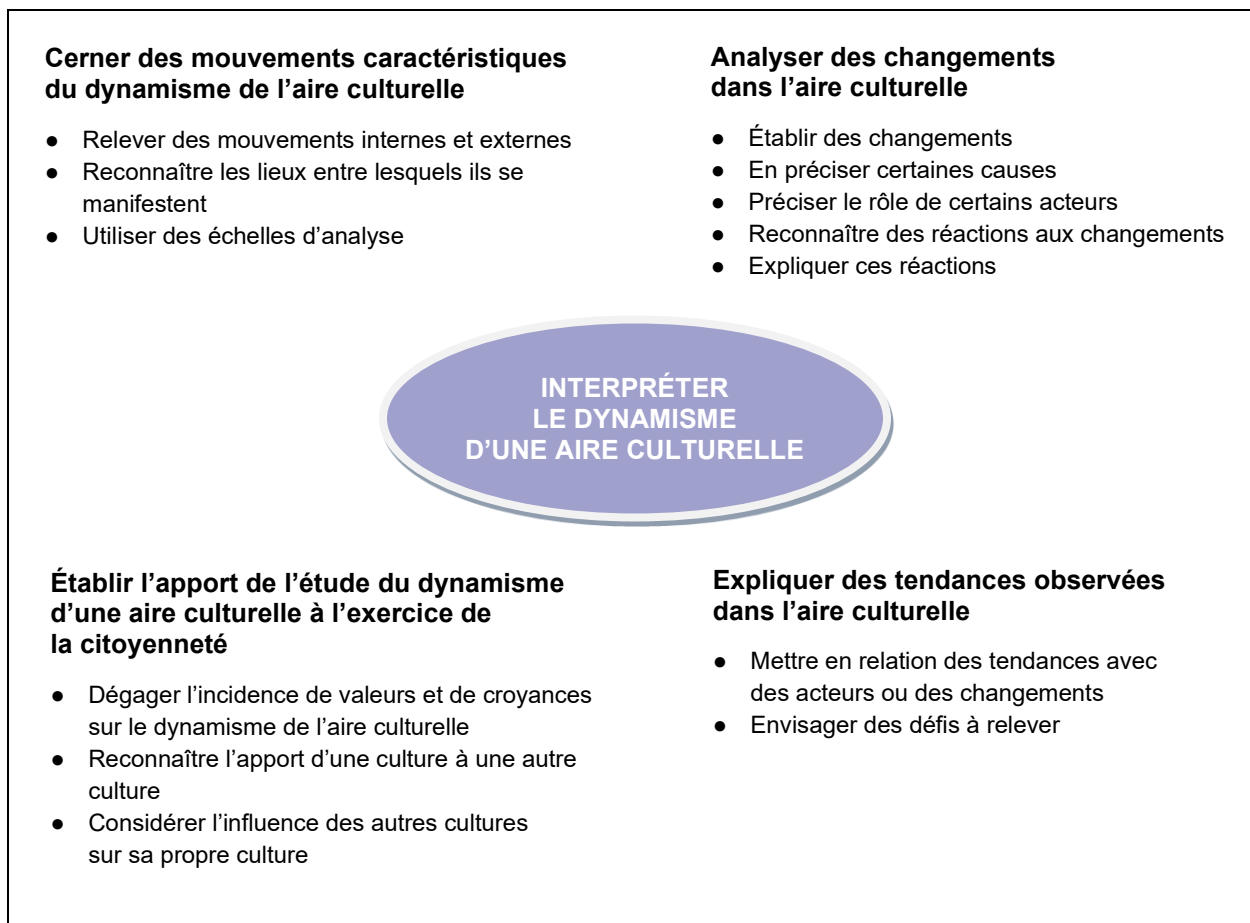 Cerner des mouvements caractéristiques
du dynamisme de l’aire culturelle
● Relever des mouvements internes et externes
● Reconnaître les lieux entre lesquels ils se
manifestent
● Utiliser des échelles d’analyse
Analyser des changements
dans l’aire culturelle
● Établir des changements
● En préciser certaines causes
● Préciser le rôle de certains acteurs
● Reconnaître des réactions aux changements
● Expliquer ces réactions
INTERPRÉTER
LE DYNAMISME
D’UNE AIRE CULTURELLE
Établir l’apport de l’étude du dynamisme
d’une aire culturelle à l’exercice de
la citoyenneté
● Dégager l’incidence de valeurs et de croyances
sur le dynamisme de l’aire culturelle
● Reconnaître l’apport d’une culture à une autre
culture
● Considérer l’influence des autres cultures
sur sa propre culture
Expliquer des tendances observées
dans l’aire culturelle
● Mettre en relation des tendances avec
des acteurs ou des changements
● Envisager des défis à relever